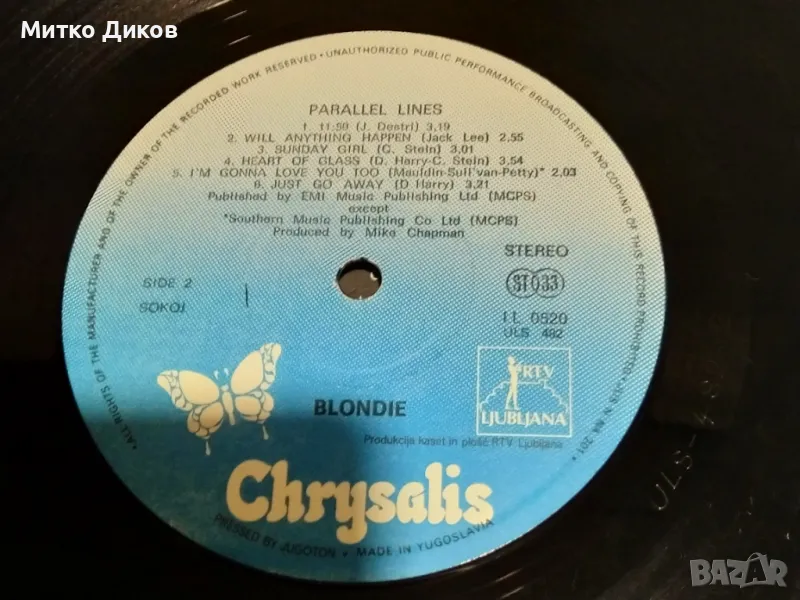 Митко Диков
• ALL RIGHTS OF THE MANUFACTURER AND OF THE OWNER OF THE RECORDED WORK RESERVED • UNAUTHORIZED PUBLIC PERFORMANCE BROADCASTING AND COPYING OF THIS RECORD PROHIBITED
PARALLEL LINES
1. 11:59 (J. Destri) 3,19
2. WILL ANYTHING HAPPEN (Jack Lee) 2.55
3. SUNDAY GIRL (C. Stein) 3,01
4. HEART OF GLASS (D. Harry-C. Stein) 3,54
5. I'M GONNA LOVE YOU TOO (Mauldin-Sullivan-Petty)* 2,03
6. JUST GO AWAY (D Harry) 3,21
Published by EMI Music Publishing Ltd (MCPS)
except
*Southern Music Publishing Co Ltd (MCPS)
Produced by Mike Chapman
STEREO
SIDE 2
ST 033
SOKOJ
LL 0520
ULS 482
RTV
LJUBLJANA
BLONDIE
Produkcija kaset in plošč RTV Ljubljana
Chrysalis
PRESSED BY JUGOTON • MADE IN YUGOSLAVIA
BAZAR